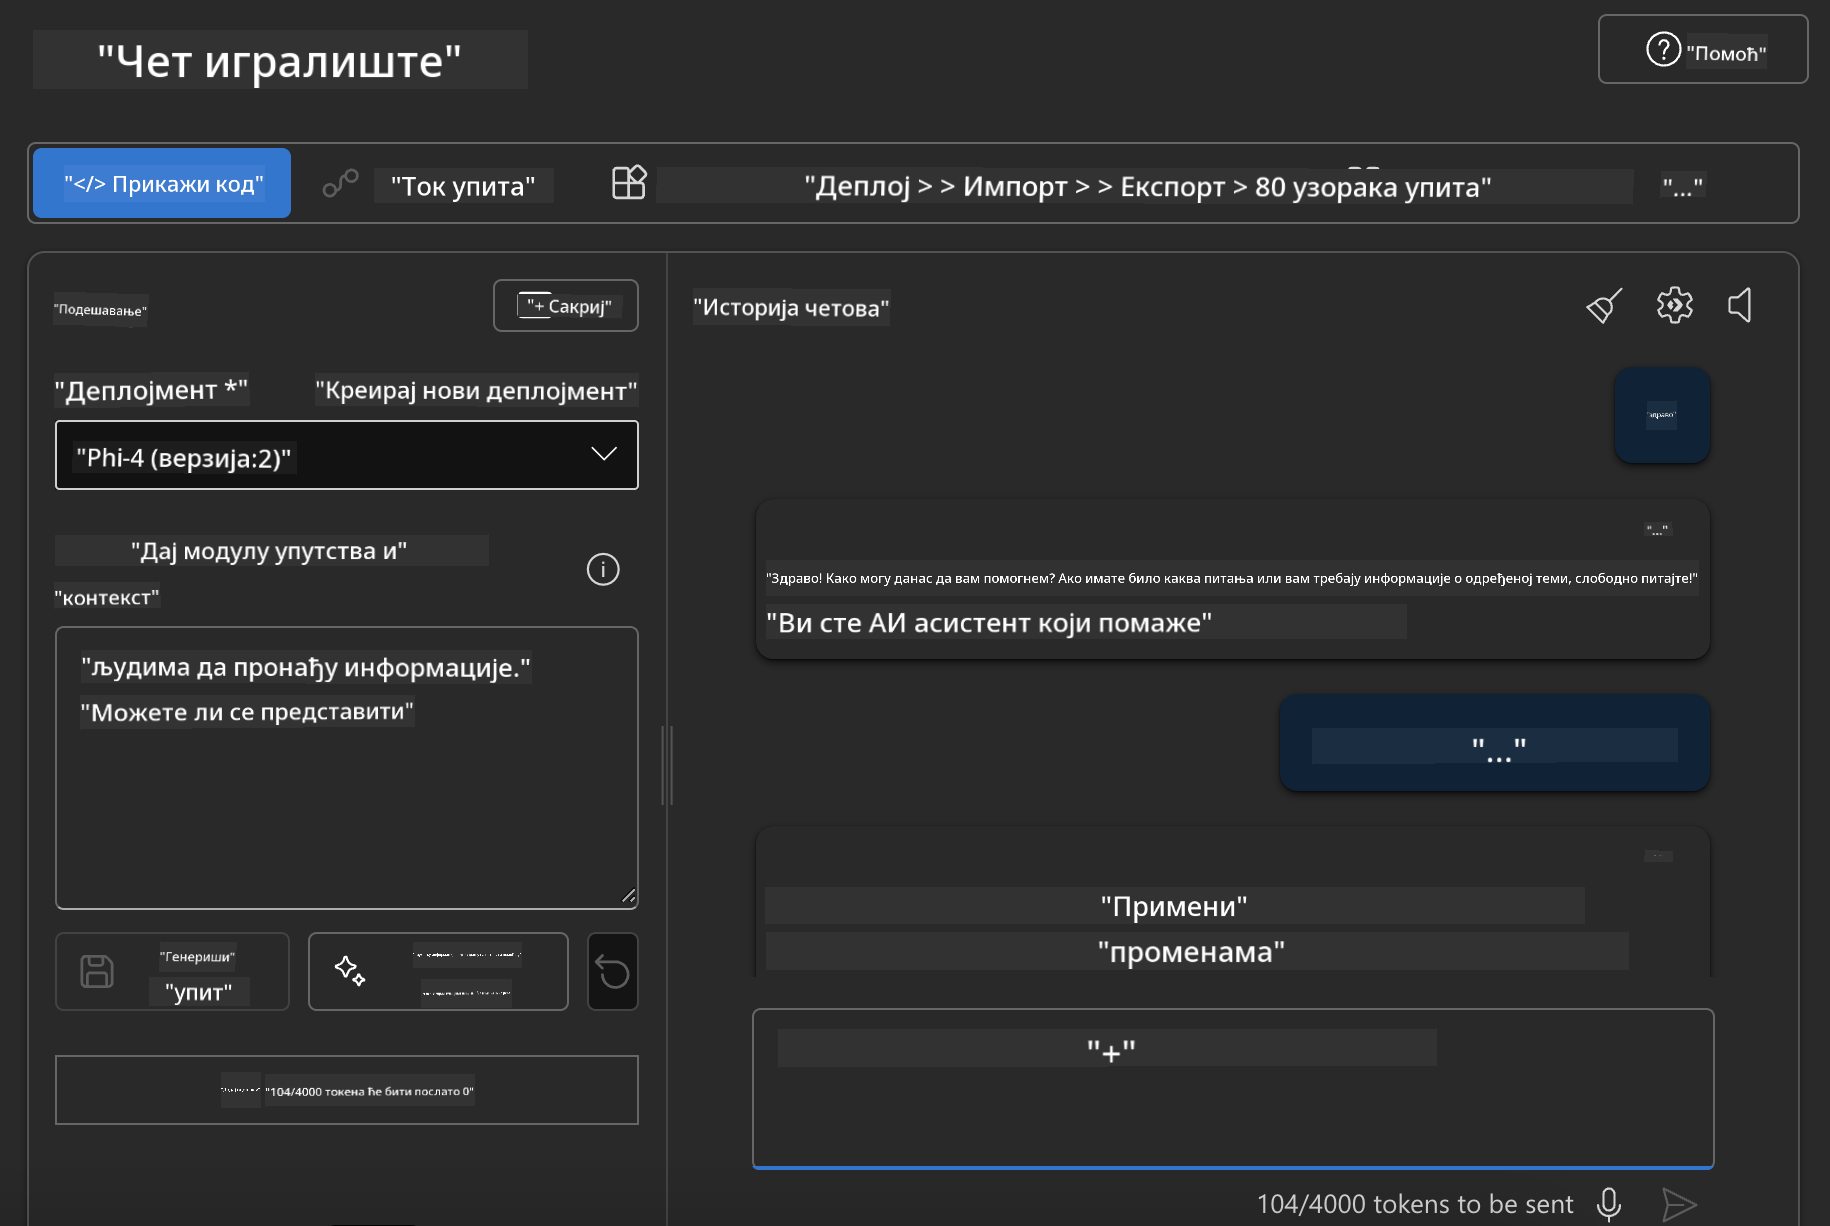 "Чет игралиште"
"Помоћ"
"</> Прикажи код"
"Ток упита"
"Деплој > > Импорт > > Експорт > 80 узорака упита"
"..."
"Подешавање"
"+ Сакриј"
"Деплојмент *"
"Креирај нови деплојмент"
"Phi-4 (верзија:2)"
"Дај модулу упутства и"
"контекст"
"људима да пронађу информације."
"Можете ли се представити"
"Генериши"
"упит"
"104/4000 токена ће бити послато 0"
"Историја четова"
"Здраво"
"..."
"Здраво! Како могу данас да вам помогнем? Ако имате било каква питања или вам требају информације о одређеној теми, слободно питајте!"
"Ви сте АИ асистент који помаже"
"..."
"Примени"
"променама"
"+"
104/4000 tokens to be sent